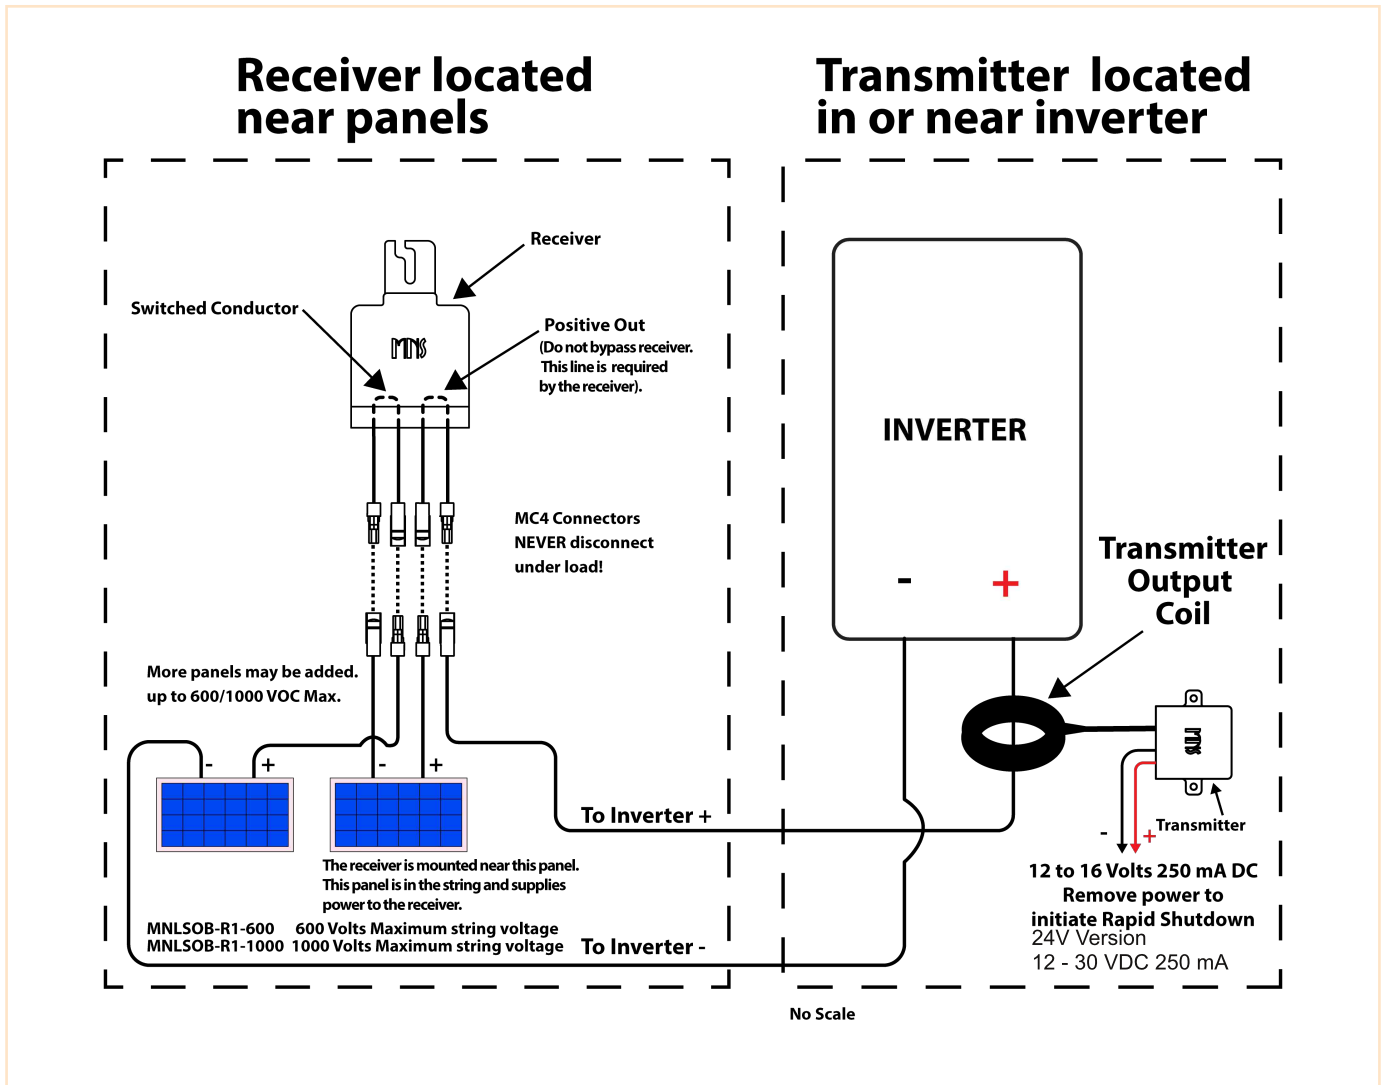 Receiver located
near panels
Transmitter located
in or near inverter
Receiver
Switched Conductor
Positive Out
(Do not bypass receiver.
This line is required
by the receiver).
MNS
INVERTER
MC4 Connectors
NEVER disconnect
under load!
- +
Transmitter
Output
Coil
More panels may be added.
up to 600/1000 VOC Max.
MNS
- +
- +
To Inverter +
Transmitter
- +
The receiver is mounted near this panel.
This panel is in the string and supplies
power to the receiver.
12 to 16 Volts 250 mA DC
Remove power to
initiate Rapid Shutdown
24V Version
12 - 30 VDC 250 mA
MNLSOB-R1-600 600 Volts Maximum string voltage
MNLSOB-R1-1000 1000 Volts Maximum string voltage
To Inverter -
No Scale